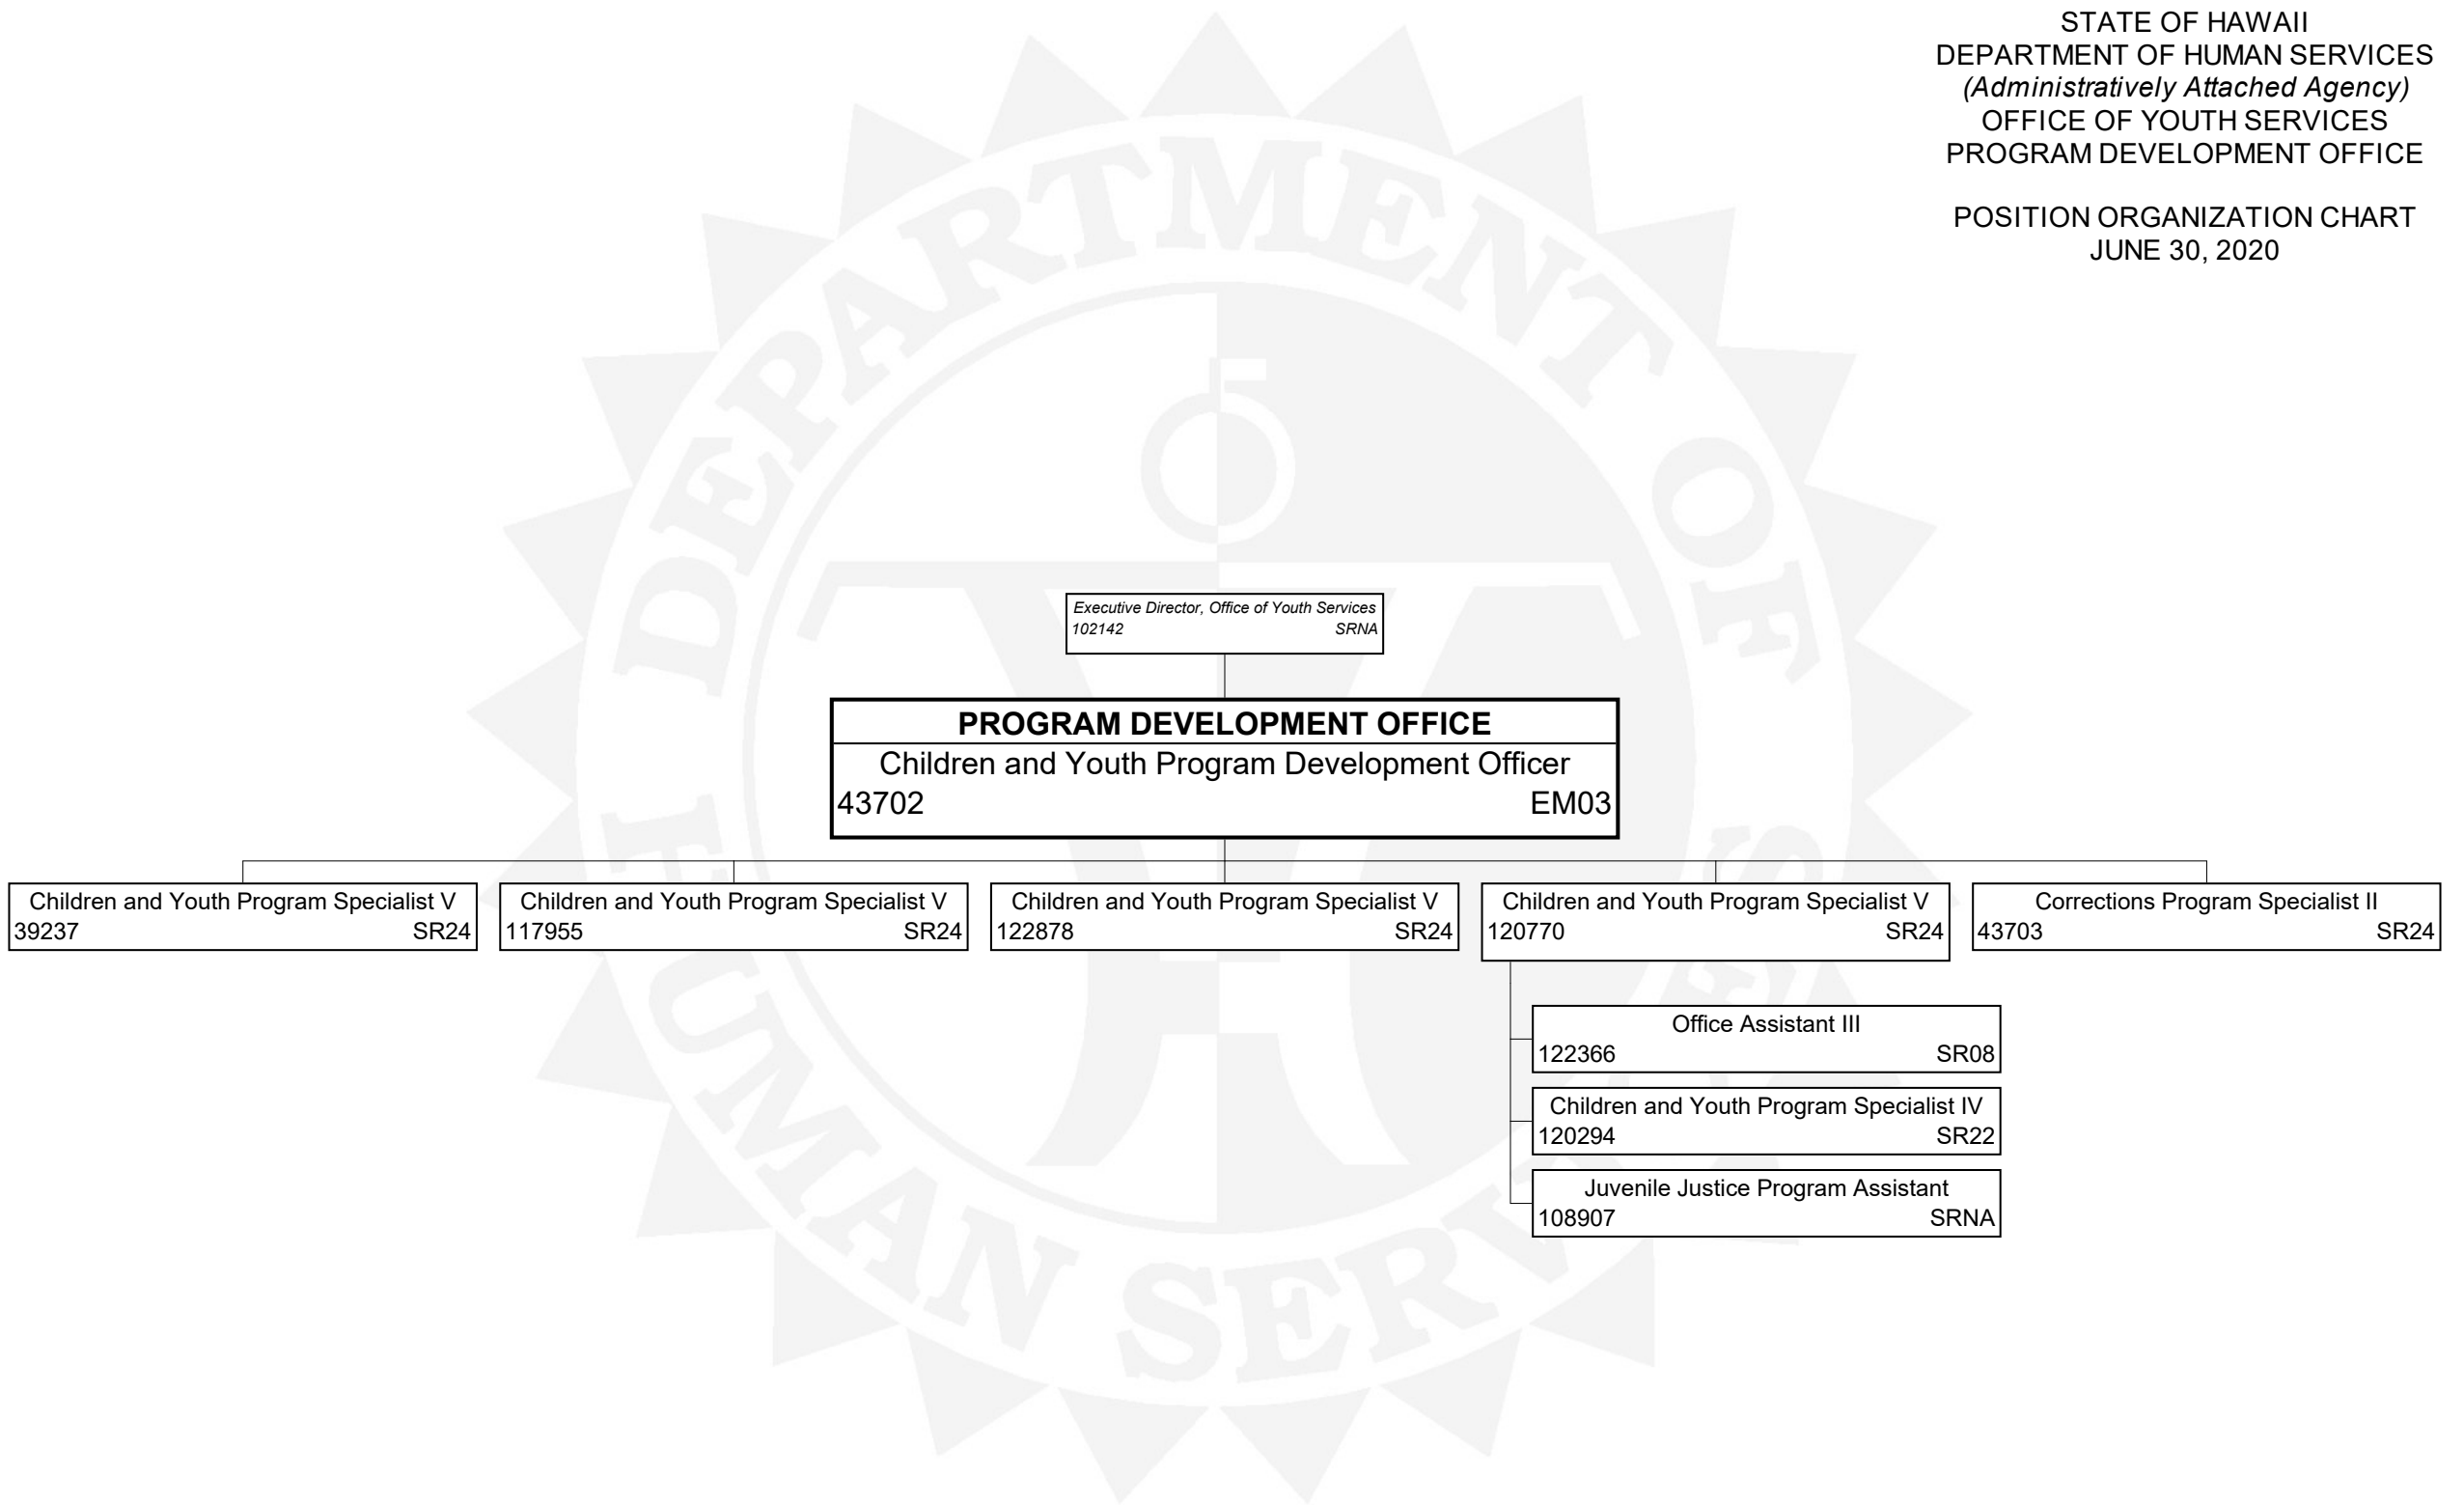 STATE OF HAWAII
DEPARTMENT OF HUMAN SERVICES
(Administratively Attached Agency)
OFFICE OF YOUTH SERVICES
PROGRAM DEVELOPMENT OFFICE
POSITION ORGANIZATION CHART
JUNE 30, 2020
DEPARTMENT OF
Executive Director, Office of Youth Services
102142 SRNA
PROGRAM DEVELOPMENT OFFICE
Children and Youth Program Development Officer
43702 EM03
Children and Youth Program Specialist V
39237 SR24
Children and Youth Program Specialist V
117955 SR24
Children and Youth Program Specialist V
122878 SR24
Children and Youth Program Specialist V
120770 SR24
Corrections Program Specialist II
43703 SR24
Office Assistant III
122366 SR08
Children and Youth Program Specialist IV
120294 SR22
Juvenile Justice Program Assistant
108907 SRNA